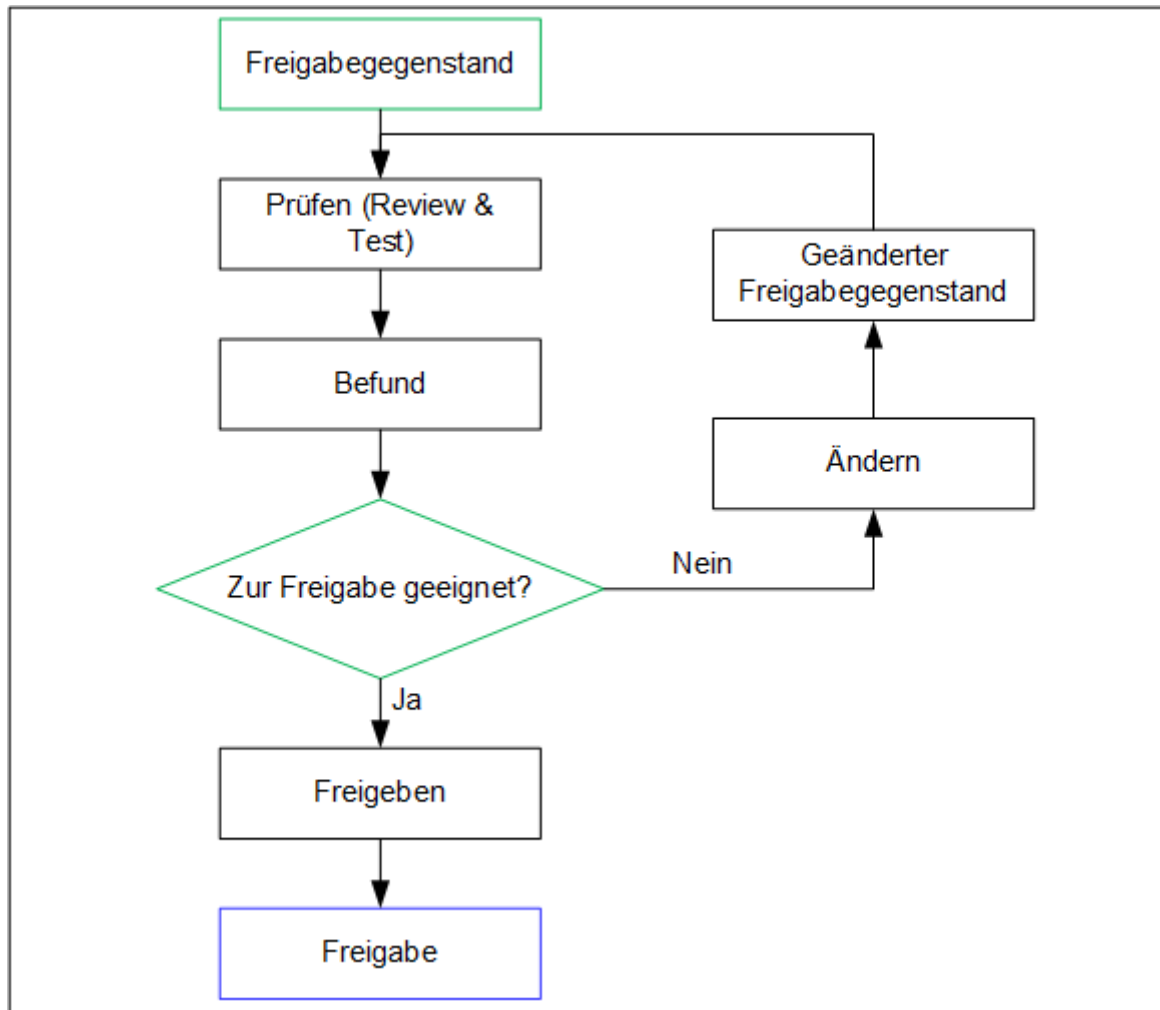 Freigabegegenstand
Prüfen (Review &
Test)
Geänderter
Freigabegegenstand
Befund
Ändern
Zur Freigabe geeignet?
Nein
Ja
Freigeben
Freigabe